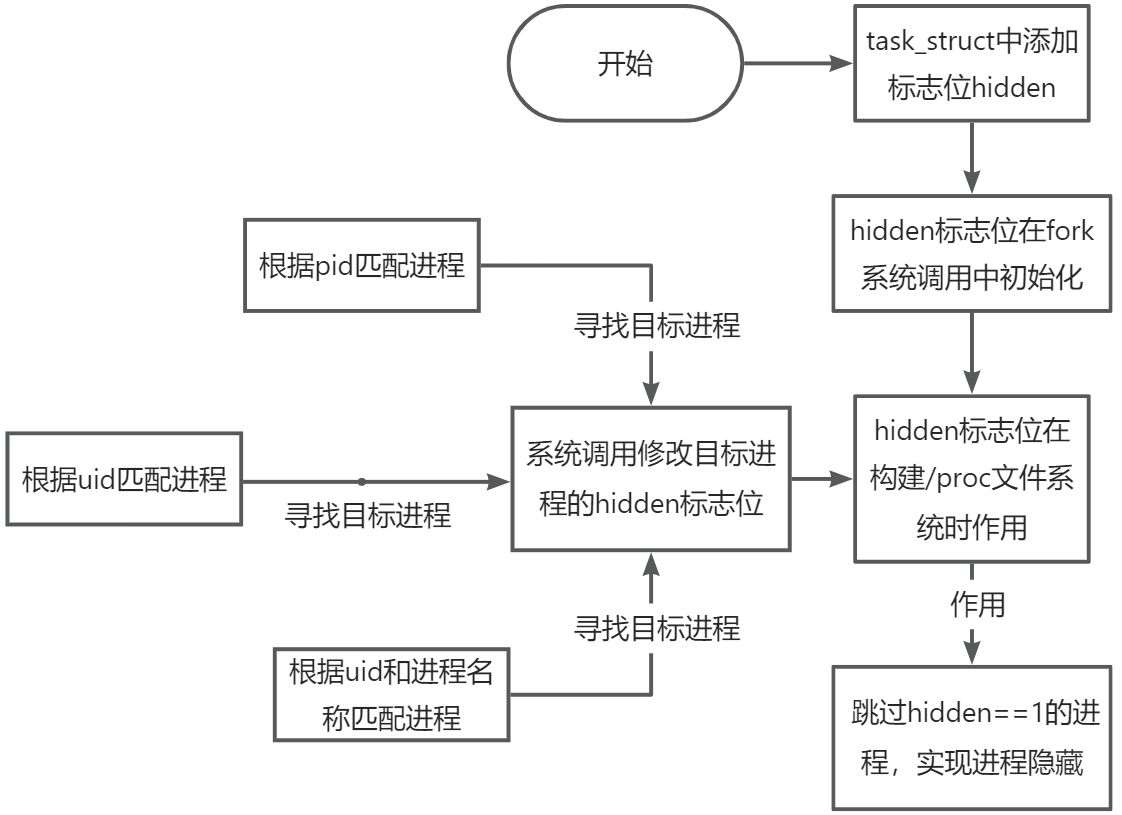 开始
task_struct中添加
标志位hidden
hidden标志位在fork
系统调用中初始化
根据pid匹配进程
寻找目标进程
根据uid匹配进程
寻找目标进程
系统调用修改目标进
程的hidden标志位
hidden标志位在
构建/proc文件系
统时作用
作用
寻找目标进程
根据uid和进程名
称匹配进程
跳过hidden==1的进
程，实现进程隐藏